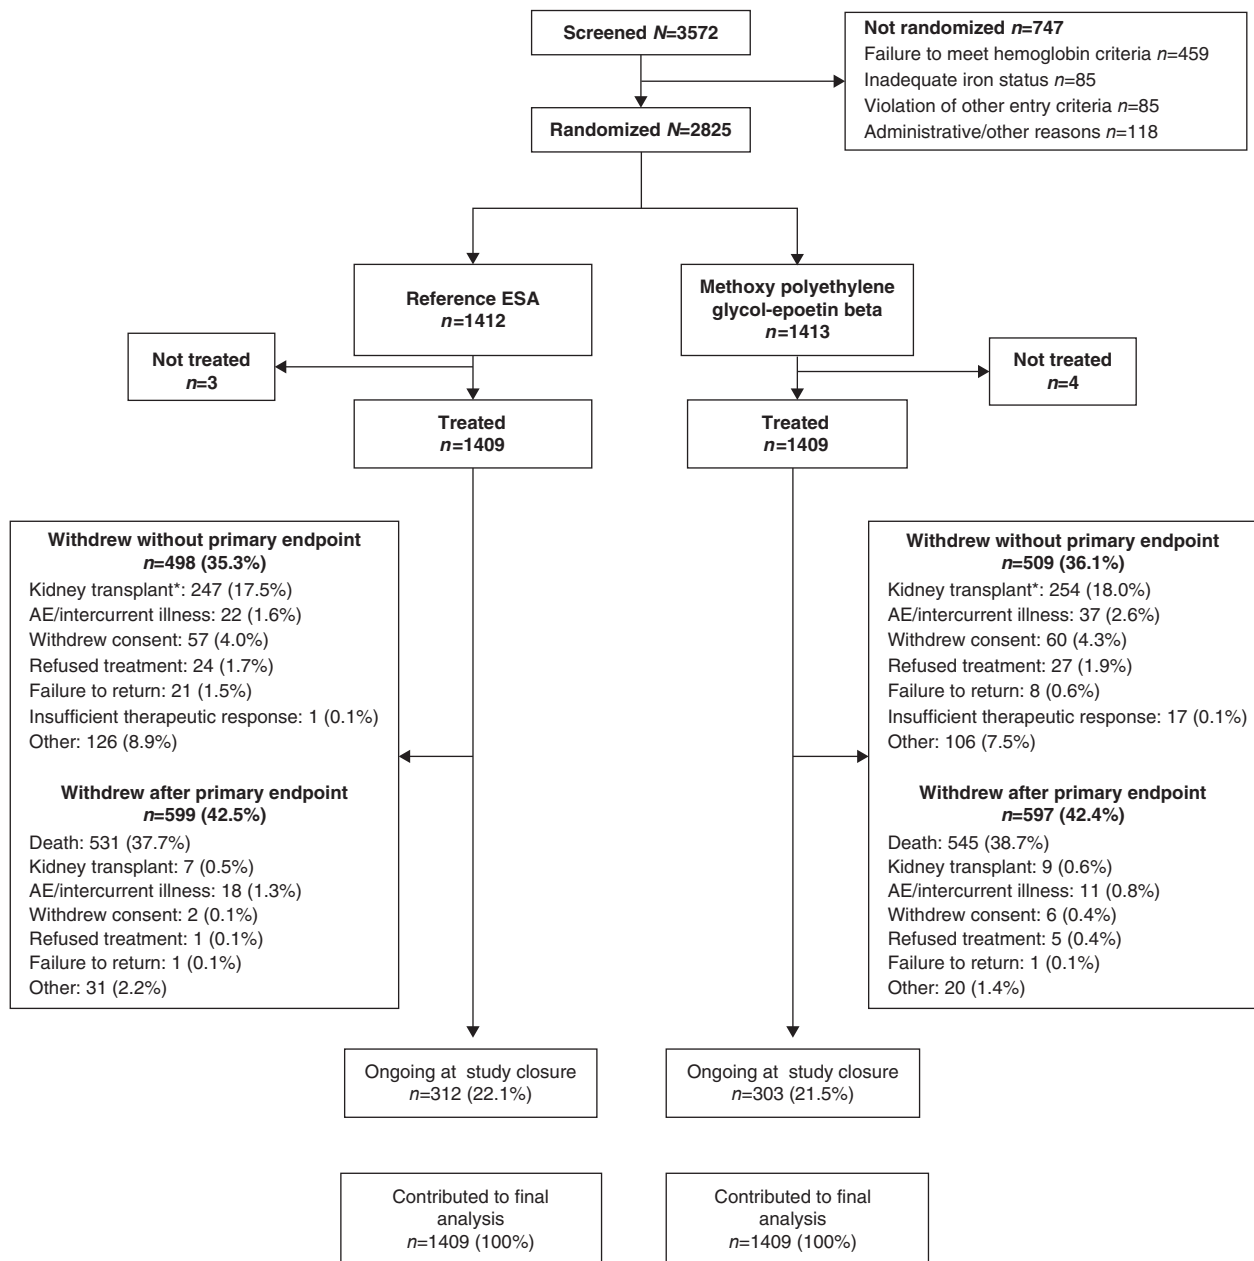 Screened N=3572
Not randomized n=747
Failure to meet hemoglobin criteria n=459
Inadequate iron status n=85
Violation of other entry criteria n=85
Administrative/other reasons n=118
Randomized N=2825
Reference ESA
n=1412
Methoxy polyethylene
glycol-epoetin beta
n=1413
Not treated
n=3
Not treated
n=4
Treated
n=1409
Treated
n=1409
Withdrew without primary endpoint
n=498 (35.3%)
Kidney transplant*: 247 (17.5%)
AE/intercurrent illness: 22 (1.6%)
Withdrew consent: 57 (4.0%)
Refused treatment: 24 (1.7%)
Failure to return: 21 (1.5%)
Insufficient therapeutic response: 1 (0.1%)
Other: 126 (8.9%)
Withdrew after primary endpoint
n=599 (42.5%)
Death: 531 (37.7%)
Kidney transplant: 7 (0.5%)
AE/intercurrent illness: 18 (1.3%)
Withdrew consent: 2 (0.1%)
Refused treatment: 1 (0.1%)
Failure to return: 1 (0.1%)
Other: 31 (2.2%)
Withdrew without primary endpoint
n=509 (36.1%)
Kidney transplant*: 254 (18.0%)
AE/intercurrent illness: 37 (2.6%)
Withdrew consent: 60 (4.3%)
Refused treatment: 27 (1.9%)
Failure to return: 8 (0.6%)
Insufficient therapeutic response: 17 (0.1%)
Other: 106 (7.5%)
Withdrew after primary endpoint
n=597 (42.4%)
Death: 545 (38.7%)
Kidney transplant: 9 (0.6%)
AE/intercurrent illness: 11 (0.8%)
Withdrew consent: 6 (0.4%)
Refused treatment: 5 (0.4%)
Failure to return: 1 (0.1%)
Other: 20 (1.4%)
Ongoing at study closure
n=312 (22.1%)
Ongoing at study closure
n=303 (21.5%)
Contributed to final
analysis
n=1409 (100%)
Contributed to final
analysis
n=1409 (100%)